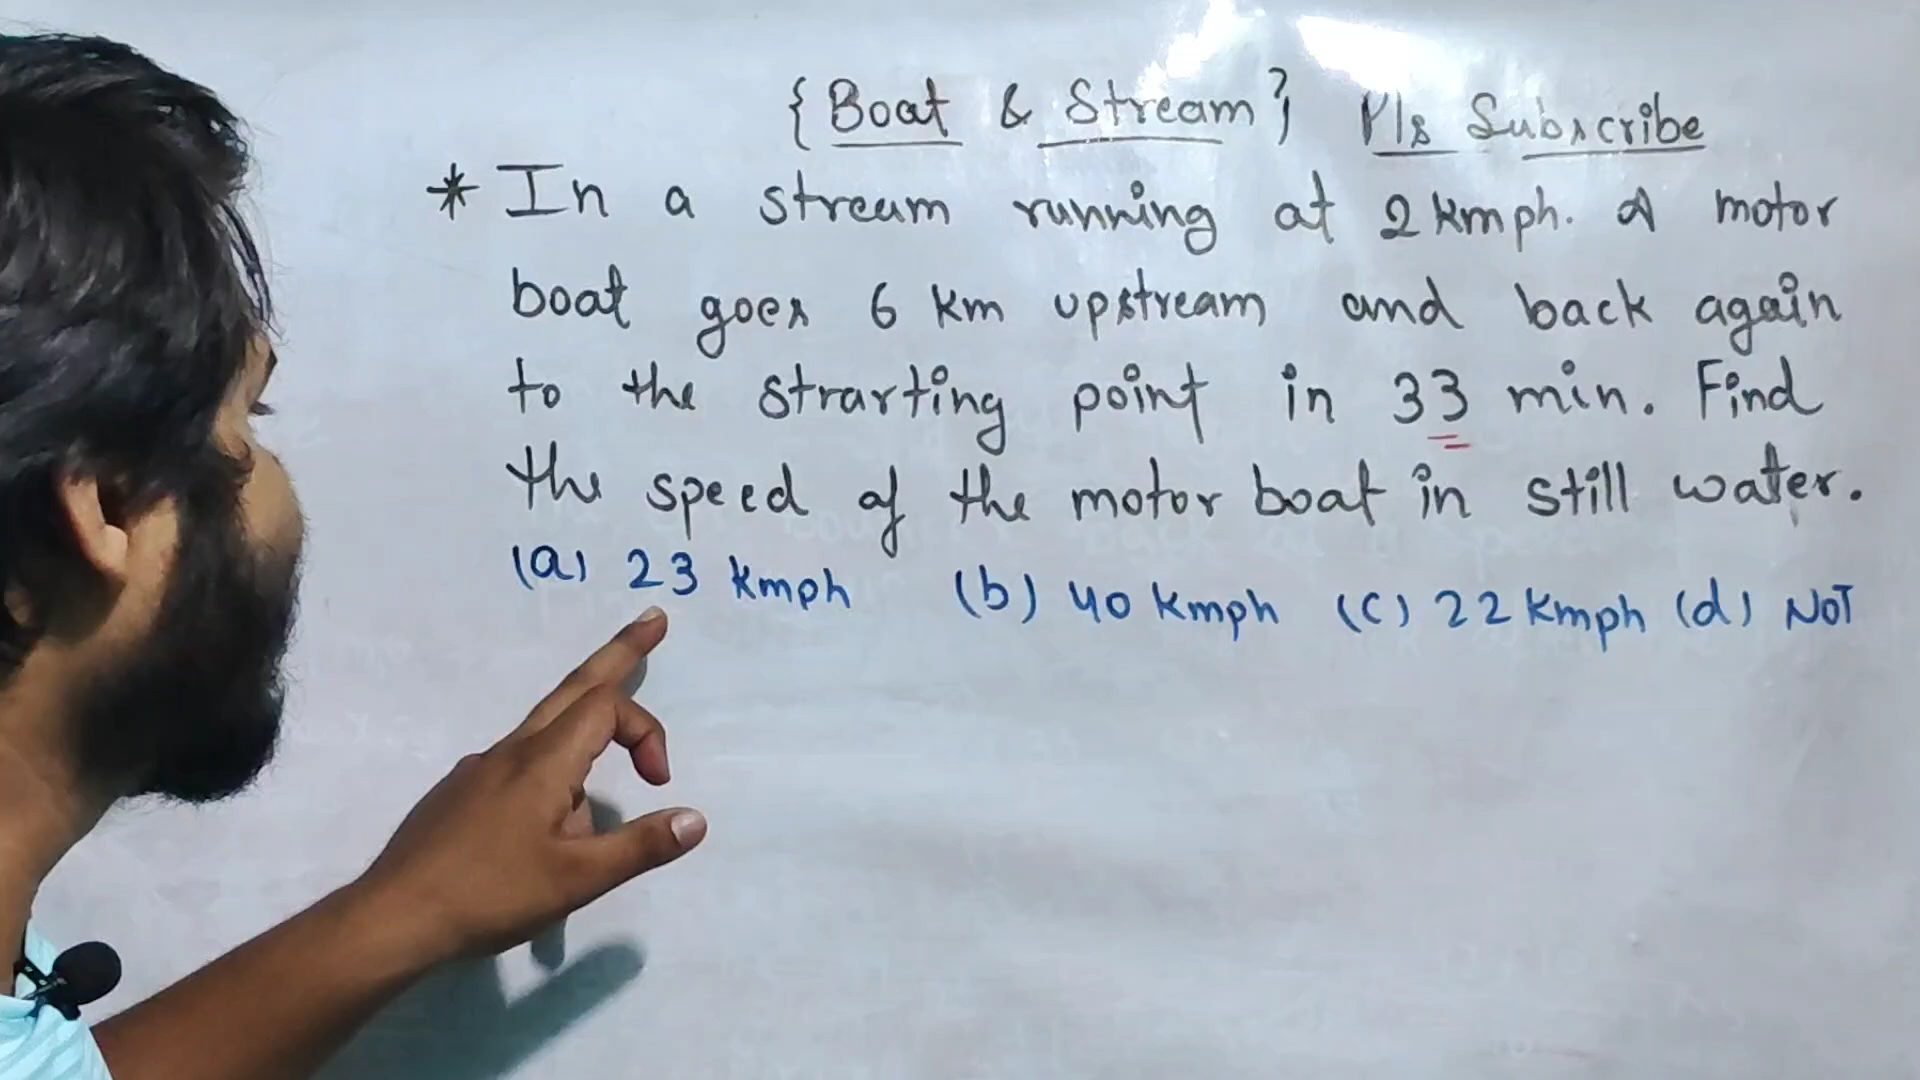 {Boat & Stream} Pls Subscribe
* In a stream running at 2 kmph. A motor
boat goes 6 km upstream and back again
to the strarting point in 33 min. Find
the speed of the motor boat in still water.
(a) 23 kmph (b) 40 kmph (c) 22 kmph (d) NOT